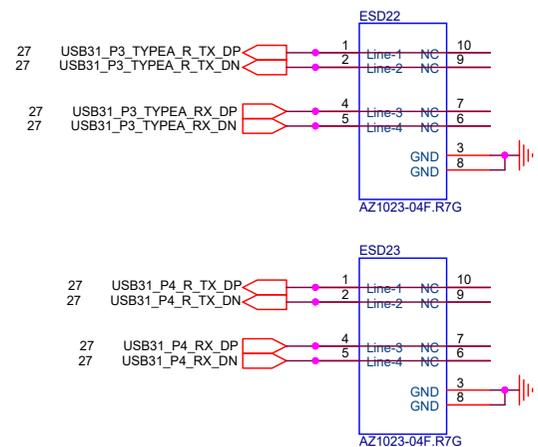 ESD22
27 USB31_P3_TYPEA_R_TX_DP 1 Line-1 NC 10
27 USB31_P3_TYPEA_R_TX_DN 2 Line-2 NC 9
27 USB31_P3_TYPEA_RX_DP 4 Line-3 NC 7
27 USB31_P3_TYPEA_RX_DN 5 Line-4 NC 6
GND 3
GND 8
AZ1023-04F.R7G
ESD23
27 USB31_P4_R_TX_DP 1 Line-1 NC 10
27 USB31_P4_R_TX_DN 2 Line-2 NC 9
27 USB31_P4_RX_DP 4 Line-3 NC 7
27 USB31_P4_RX_DN 5 Line-4 NC 6
GND 3
GND 8
AZ1023-04F.R7G